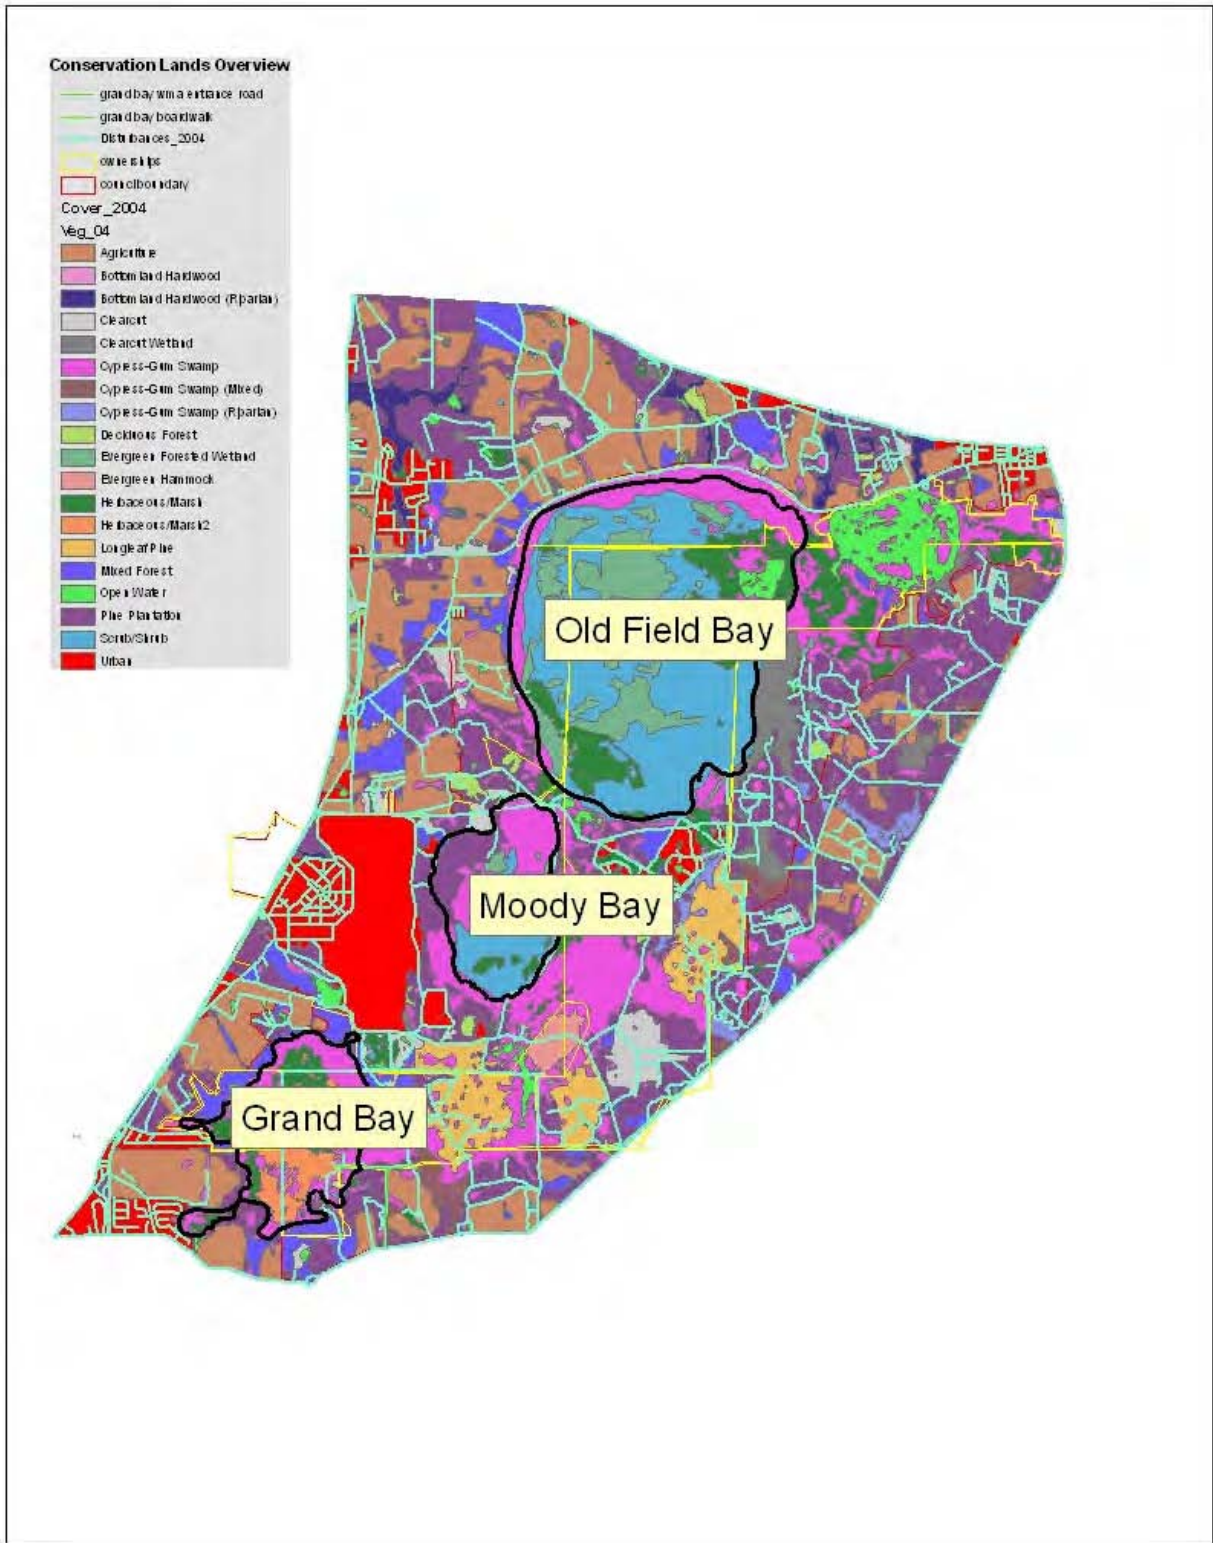 Conservation Lands Overview
grand bay wma entrance road
grand bay boardwalk
Disturbances_2004
ownerships
councilboundary
Cover_2004
Veg_04
Agriculture
Bottomland Hardwood
Bottomland Hardwood (Riparian)
Clearcut
Clearcut Wetland
Cypress-Gum Swamp
Cypress-Gum Swamp (Mixed)
Cypress-Gum Swamp (Riparian)
Deciduous Forest
Evergreen Forested Wetland
Evergreen Hammock
Herbaceous/Marsh
Herbaceous/Marsh2
Longleaf Pine
Mixed Forest
Open Water
Pine Plantation
Scrub/Shrub
Urban
Old Field Bay
Moody Bay
Grand Bay